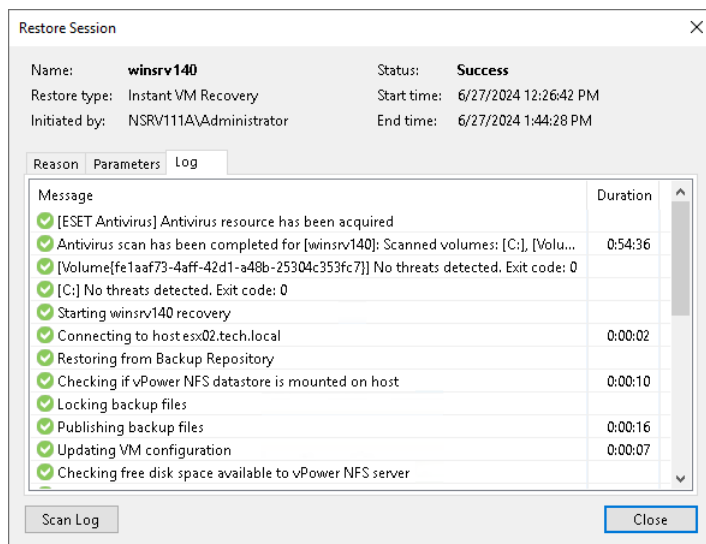 Restore Session
Name: winsrv140 Status: Success
Restore type: Instant VM Recovery Start time: 6/27/2024 12:26:42 PM
Initiated by: NSRV111A\Administrator End time: 6/27/2024 1:44:28 PM
Reason Parameters Log
Message Duration
[ESET Antivirus] Antivirus resource has been acquired
Antivirus scan has been completed for [winsrv140]: Scanned volumes: [C:], [Volu... 0:54:36
[Volume{fe1aaf73-4aff-42d1-a48b-25304c353fc7}] No threats detected. Exit code: 0
[C:] No threats detected. Exit code: 0
Starting winsrv140 recovery
Connecting to host esx02.tech.local 0:00:02
Restoring from Backup Repository
Checking if vPower NFS datastore is mounted on host 0:00:10
Locking backup files
Publishing backup files 0:00:16
Updating VM configuration 0:00:07
Checking free disk space available to vPower NFS server
Scan Log Close